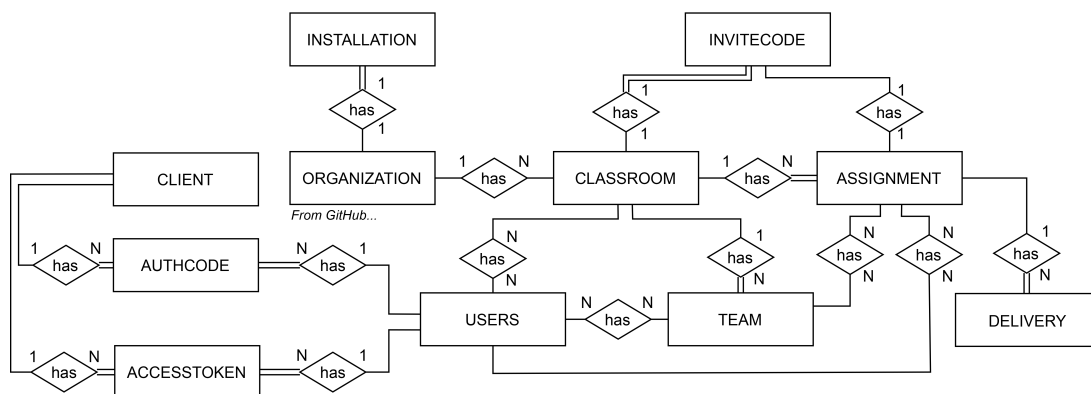 INSTALLATION
INVITECODE
1
has
1
1
has
1
1
has
1
CLIENT
ORGANIZATION
1
has
N
CLASSROOM
1
has
N
ASSIGNMENT
From GitHub...
1
has
N
AUTHCODE
N
has
1
N
has
N
1
has
N
N
has
N
N
has
N
1
has
N
USERS
N
has
N
TEAM
DELIVERY
1
has
N
ACCESSTOKEN
N
has
1